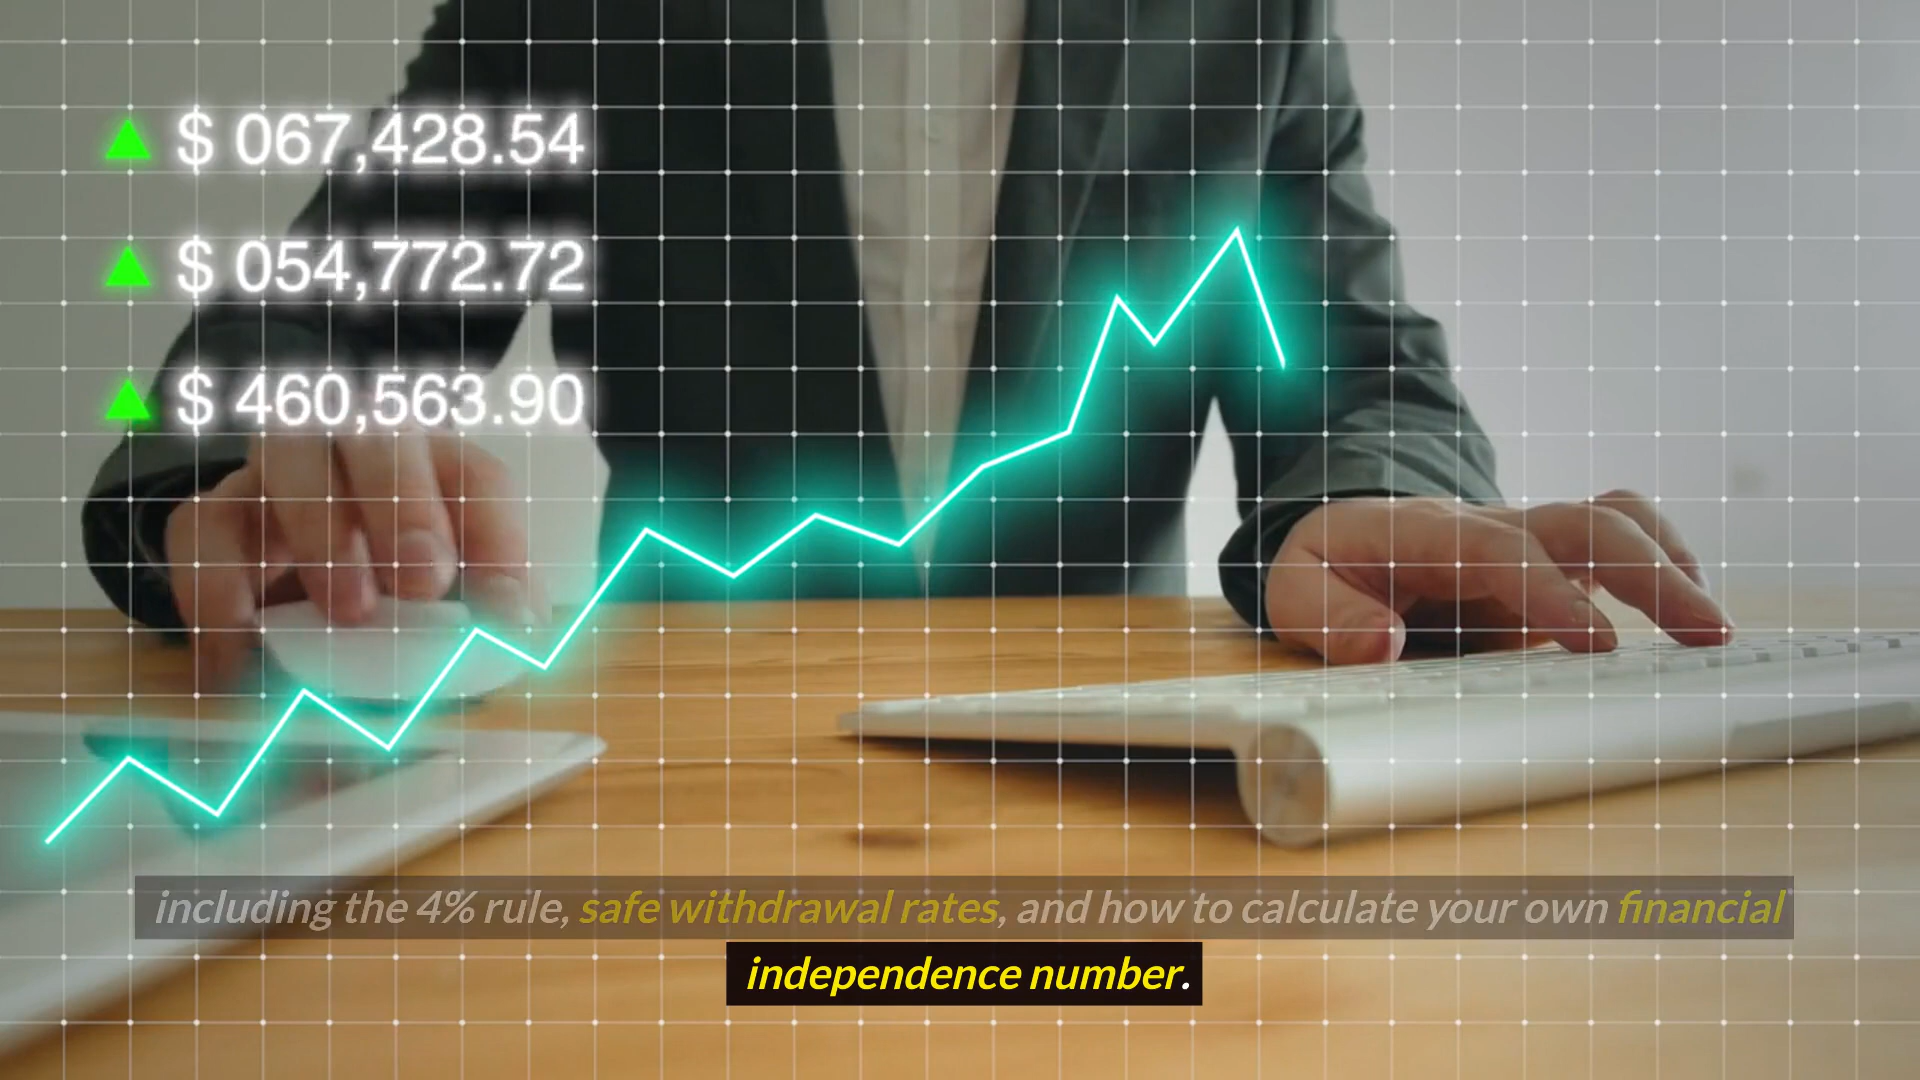 $ 067,428.54
$ 054,772.72
$ 460,563.90
including the 4% rule, safe withdrawal rates, and how to calculate your own financial
independence number.